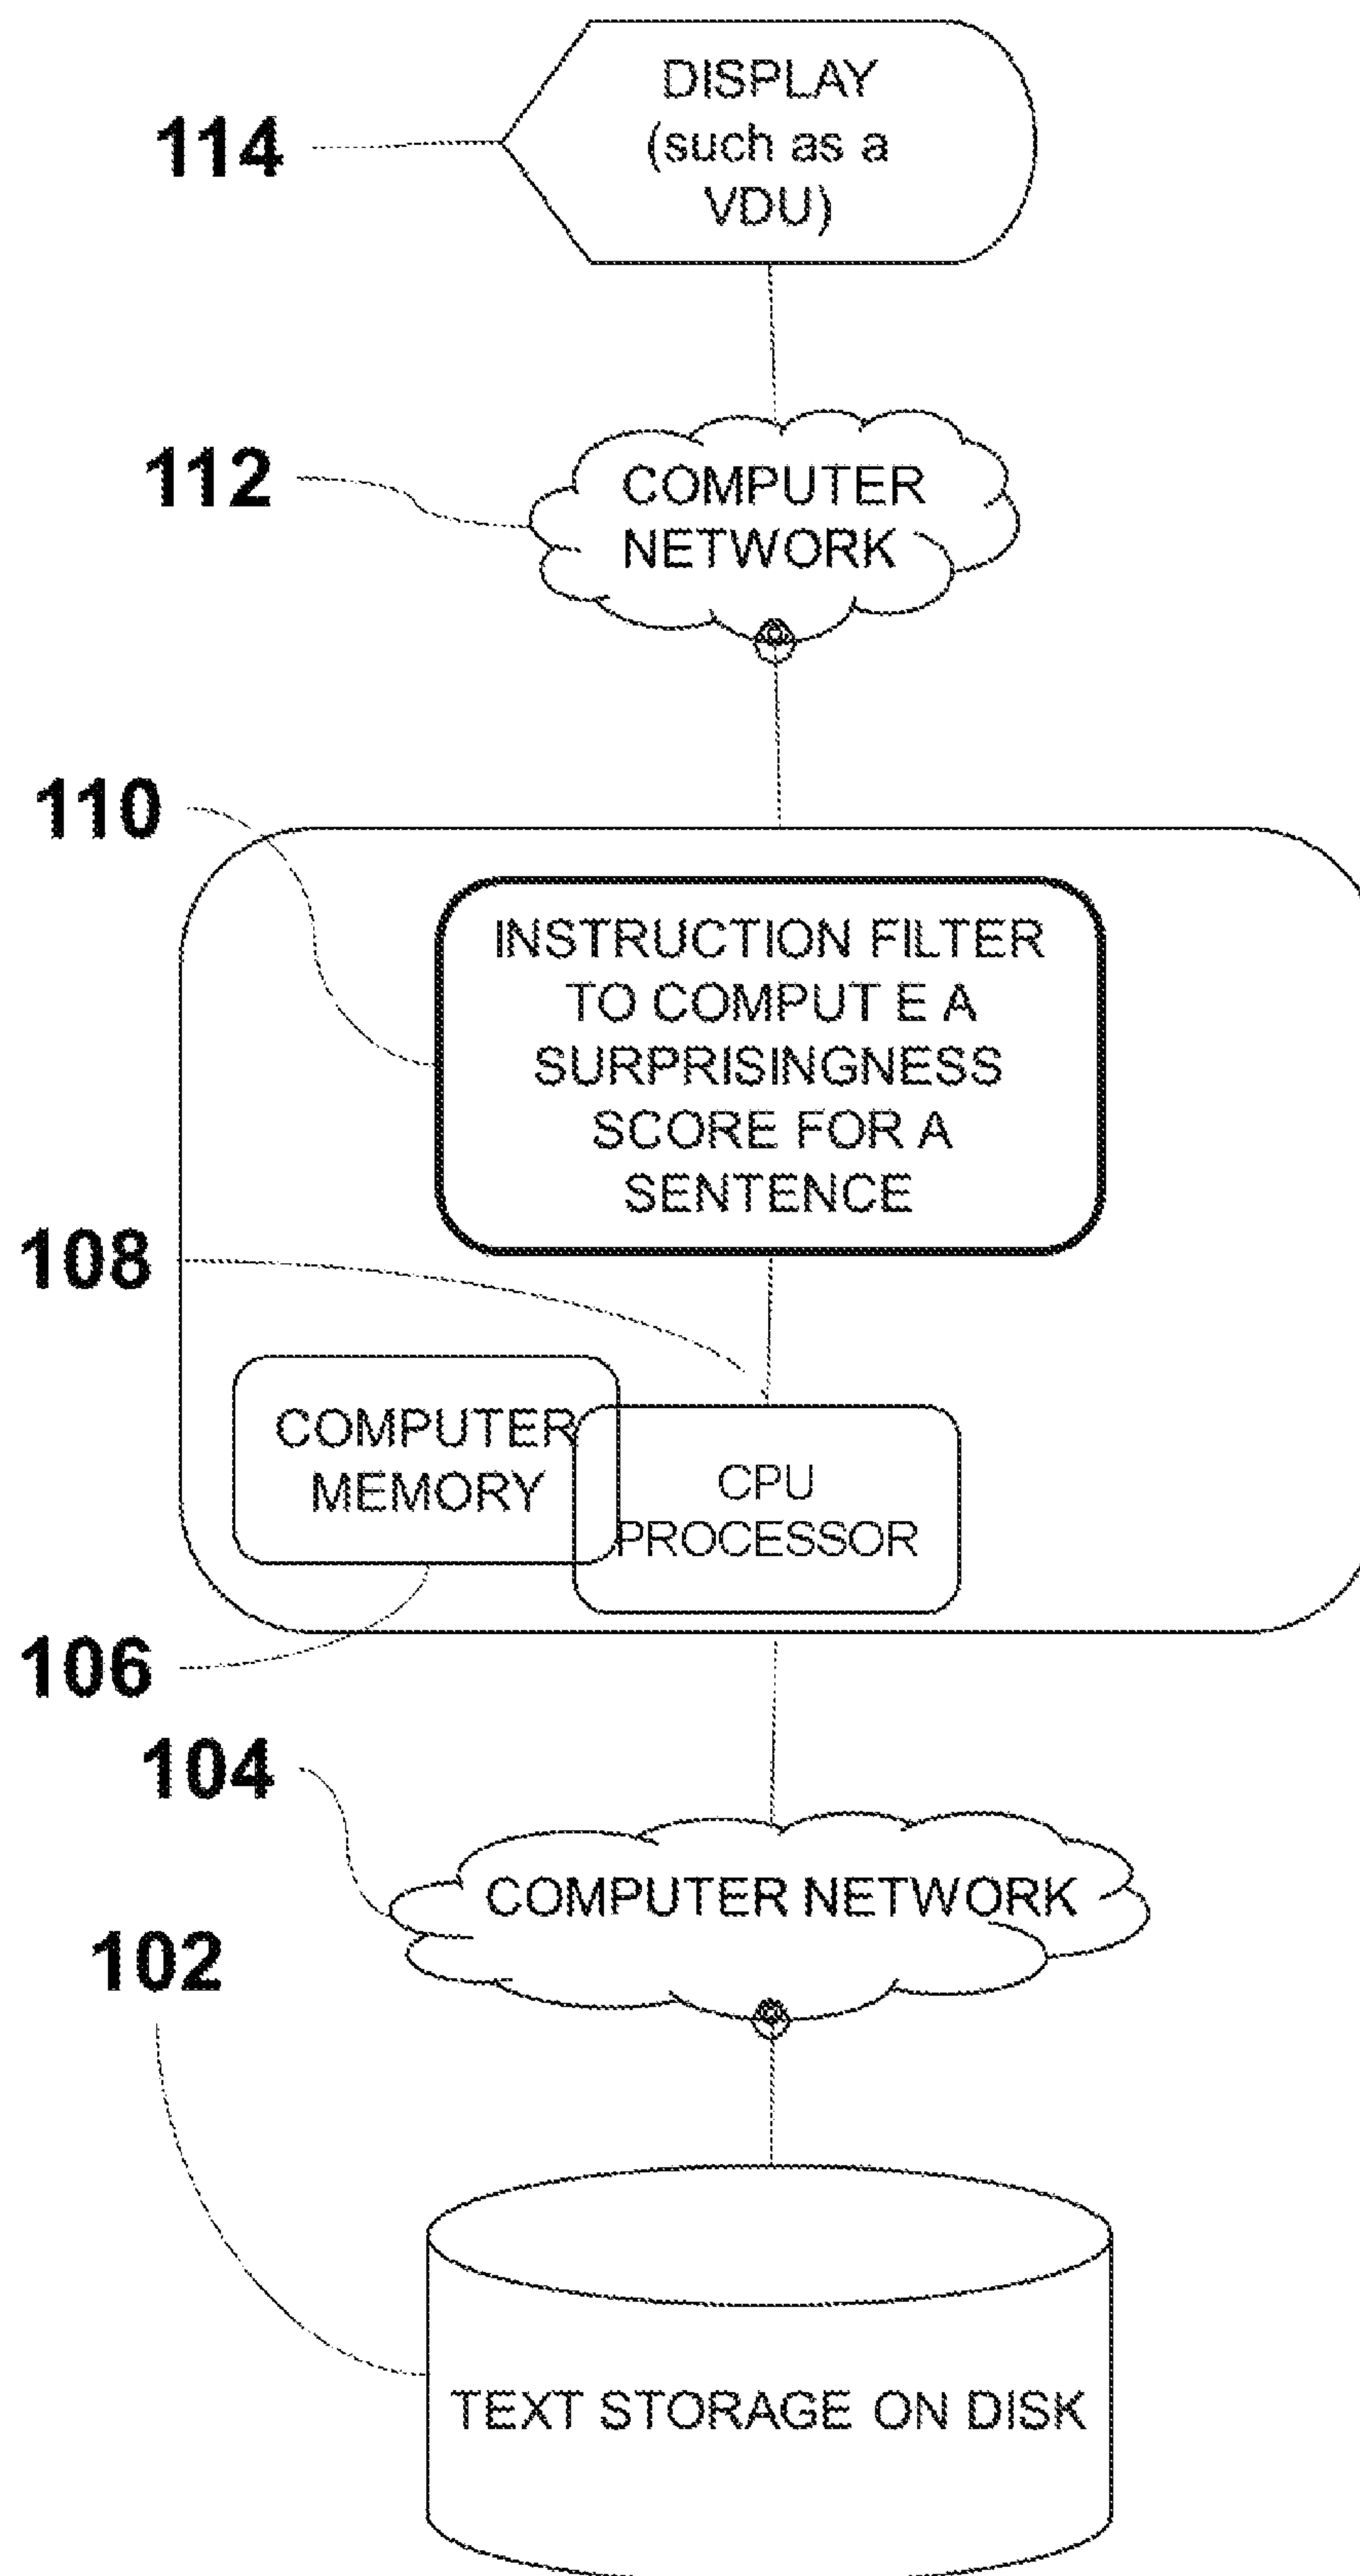 114
DISPLAY
(such as a
VDU)
112
COMPUTER
NETWORK
110
INSTRUCTION FILTER
TO COMPUT E A
SURPRISINGNESS
SCORE FOR A
SENTENCE
108
COMPUTER
MEMORY
CPU
PROCESSOR
106
104
COMPUTER NETWORK
102
TEXT STORAGE ON DISK